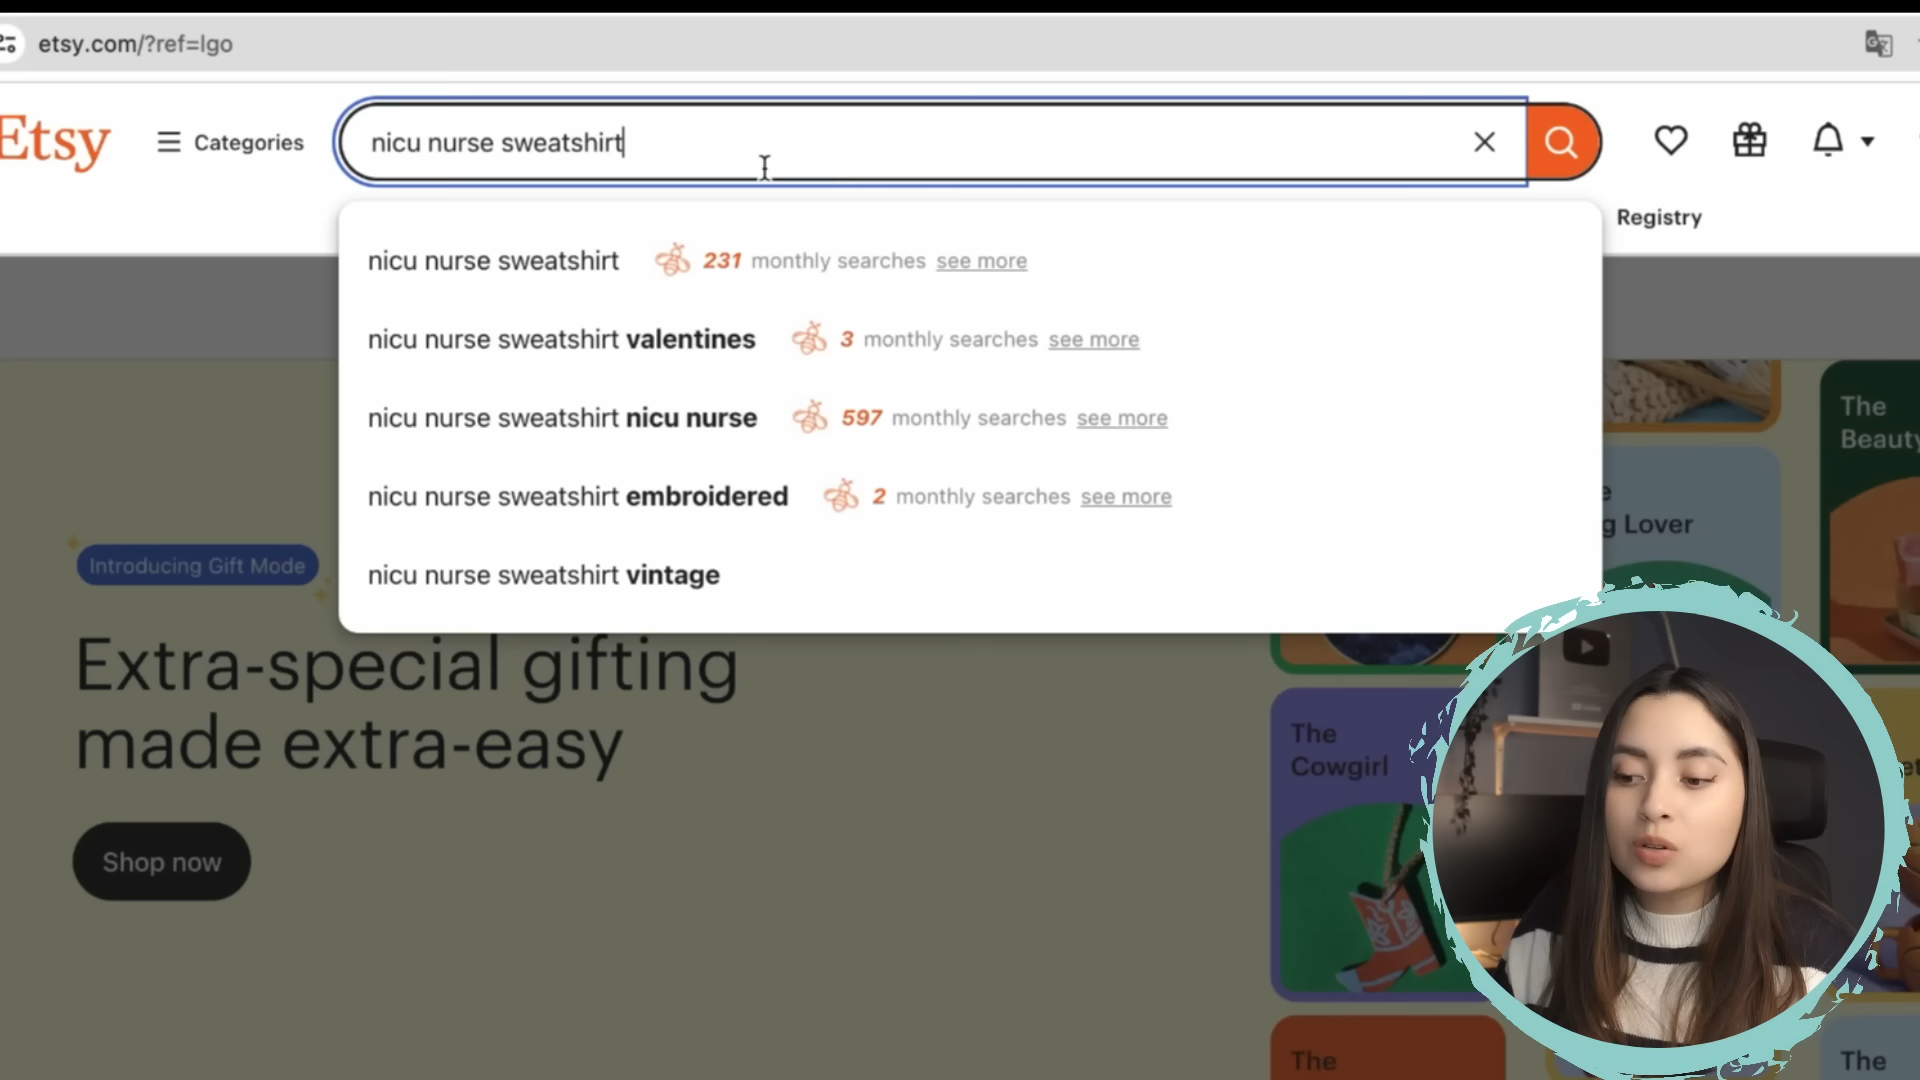 etsy.com/?ref=lgo
Etsy
Categories
nicu nurse sweatshirt
Registry
nicu nurse sweatshirt 231 monthly searches see more
nicu nurse sweatshirt valentines 3 monthly searches see more
nicu nurse sweatshirt nicu nurse 597 monthly searches see more
nicu nurse sweatshirt embroidered 2 monthly searches see more
nicu nurse sweatshirt vintage
Introducing Gift Mode
Extra-special gifting
made extra-easy
Shop now
The
Beauty
g Lover
The
Cowgirl
The
The